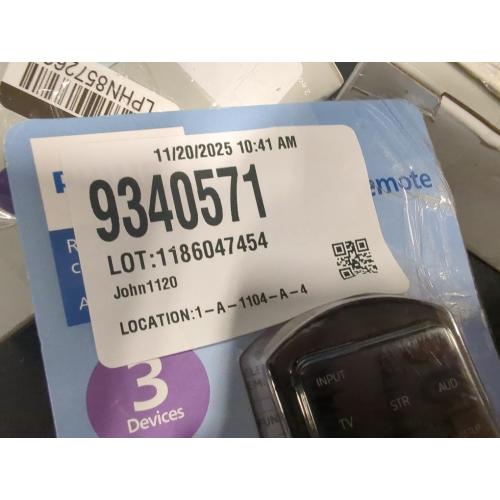 LPHN85726
11/20/2025 10:41 AM
9340571
LOT:1186047454
John1120
LOCATION:1-A-1104-A-4
emote
3
Devices
INPUT
TV
STR
AUD